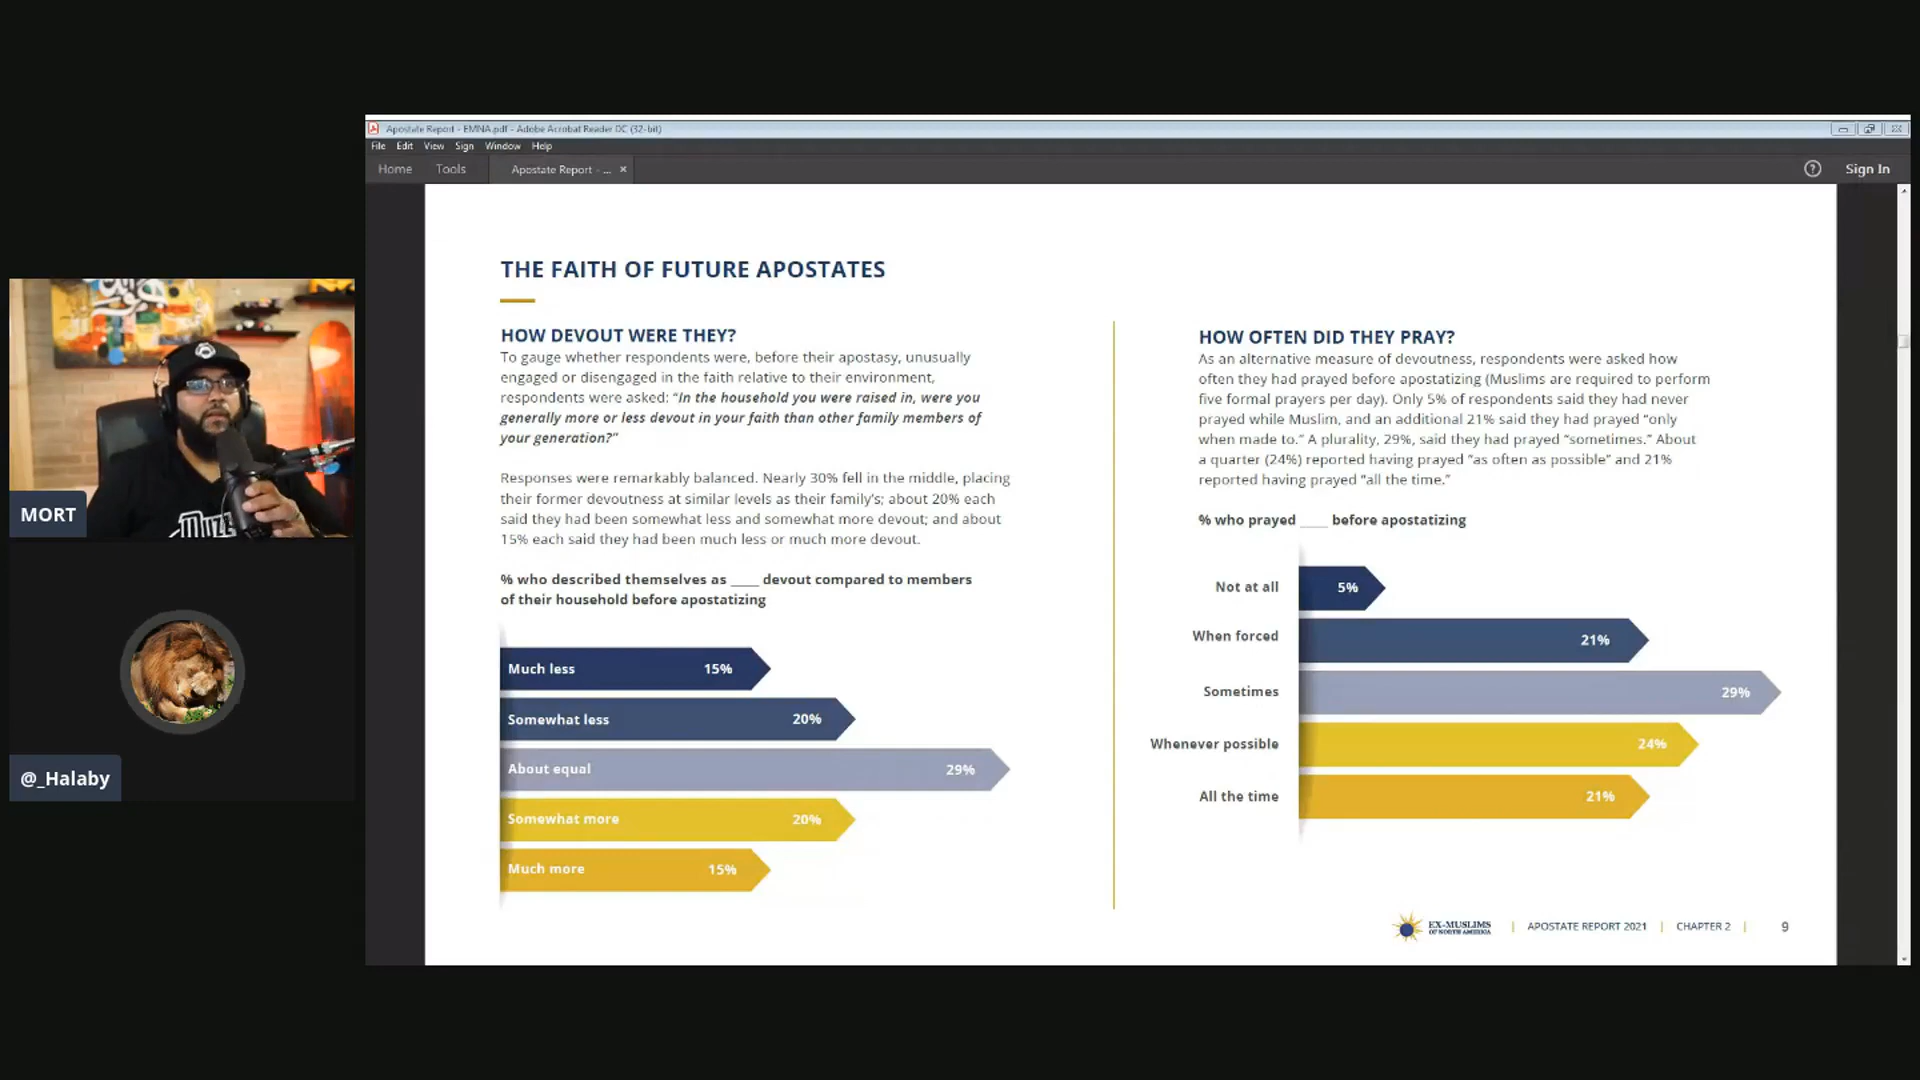 Apostate Report - EMNA.pdf - Adobe Acrobat Reader DC (32-bit)
File Edit View Sign Window Help
Home Tools Apostate Report - ... × ? Sign In
THE FAITH OF FUTURE APOSTATES
HOW DEVOUT WERE THEY?
To gauge whether respondents were, before their apostasy, unusually
engaged or disengaged in the faith relative to their environment,
respondents were asked: “In the household you were raised in, were you
generally more or less devout in your faith than other family members of
your generation?”
Responses were remarkably balanced. Nearly 30% fell in the middle, placing
their former devoutness at similar levels as their family's; about 20% each
said they had been somewhat less and somewhat more devout; and about
15% each said they had been much less or much more devout.
% who described themselves as ____ devout compared to members
of their household before apostatizing
Much less 15%
Somewhat less 20%
About equal 29%
Somewhat more 20%
Much more 15%
HOW OFTEN DID THEY PRAY?
As an alternative measure of devoutness, respondents were asked how
often they had prayed before apostatizing (Muslims are required to perform
five formal prayers per day). Only 5% of respondents said they had never
prayed while Muslim, and an additional 21% said they had prayed “only
when made to.” A plurality, 29%, said they had prayed “sometimes.” About
a quarter (24%) reported having prayed “as often as possible” and 21%
reported having prayed “all the time.”
% who prayed ____ before apostatizing
Not at all 5%
When forced 21%
Sometimes 29%
Whenever possible 24%
All the time 21%
EX-MUSLIMS
OF NORTH AMERICA
| APOSTATE REPORT 2021 | CHAPTER 2 | 9
MORT
@_Halaby